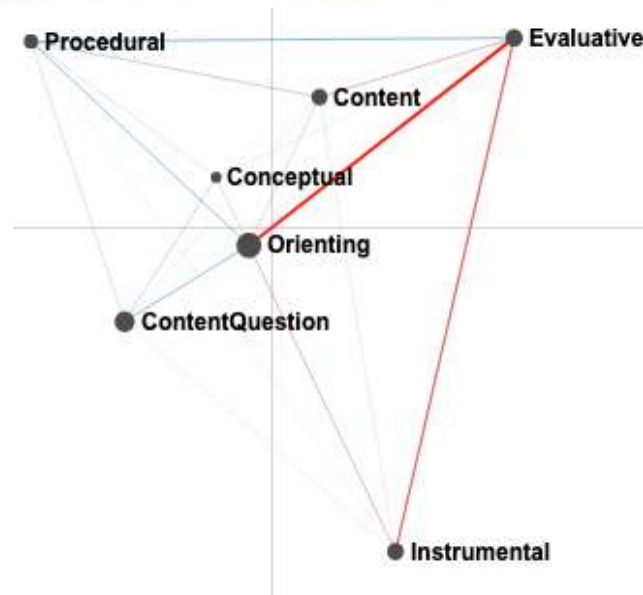 Procedural
Evaluative
Content
Conceptual
Orienting
ContentQuestion
Instrumental